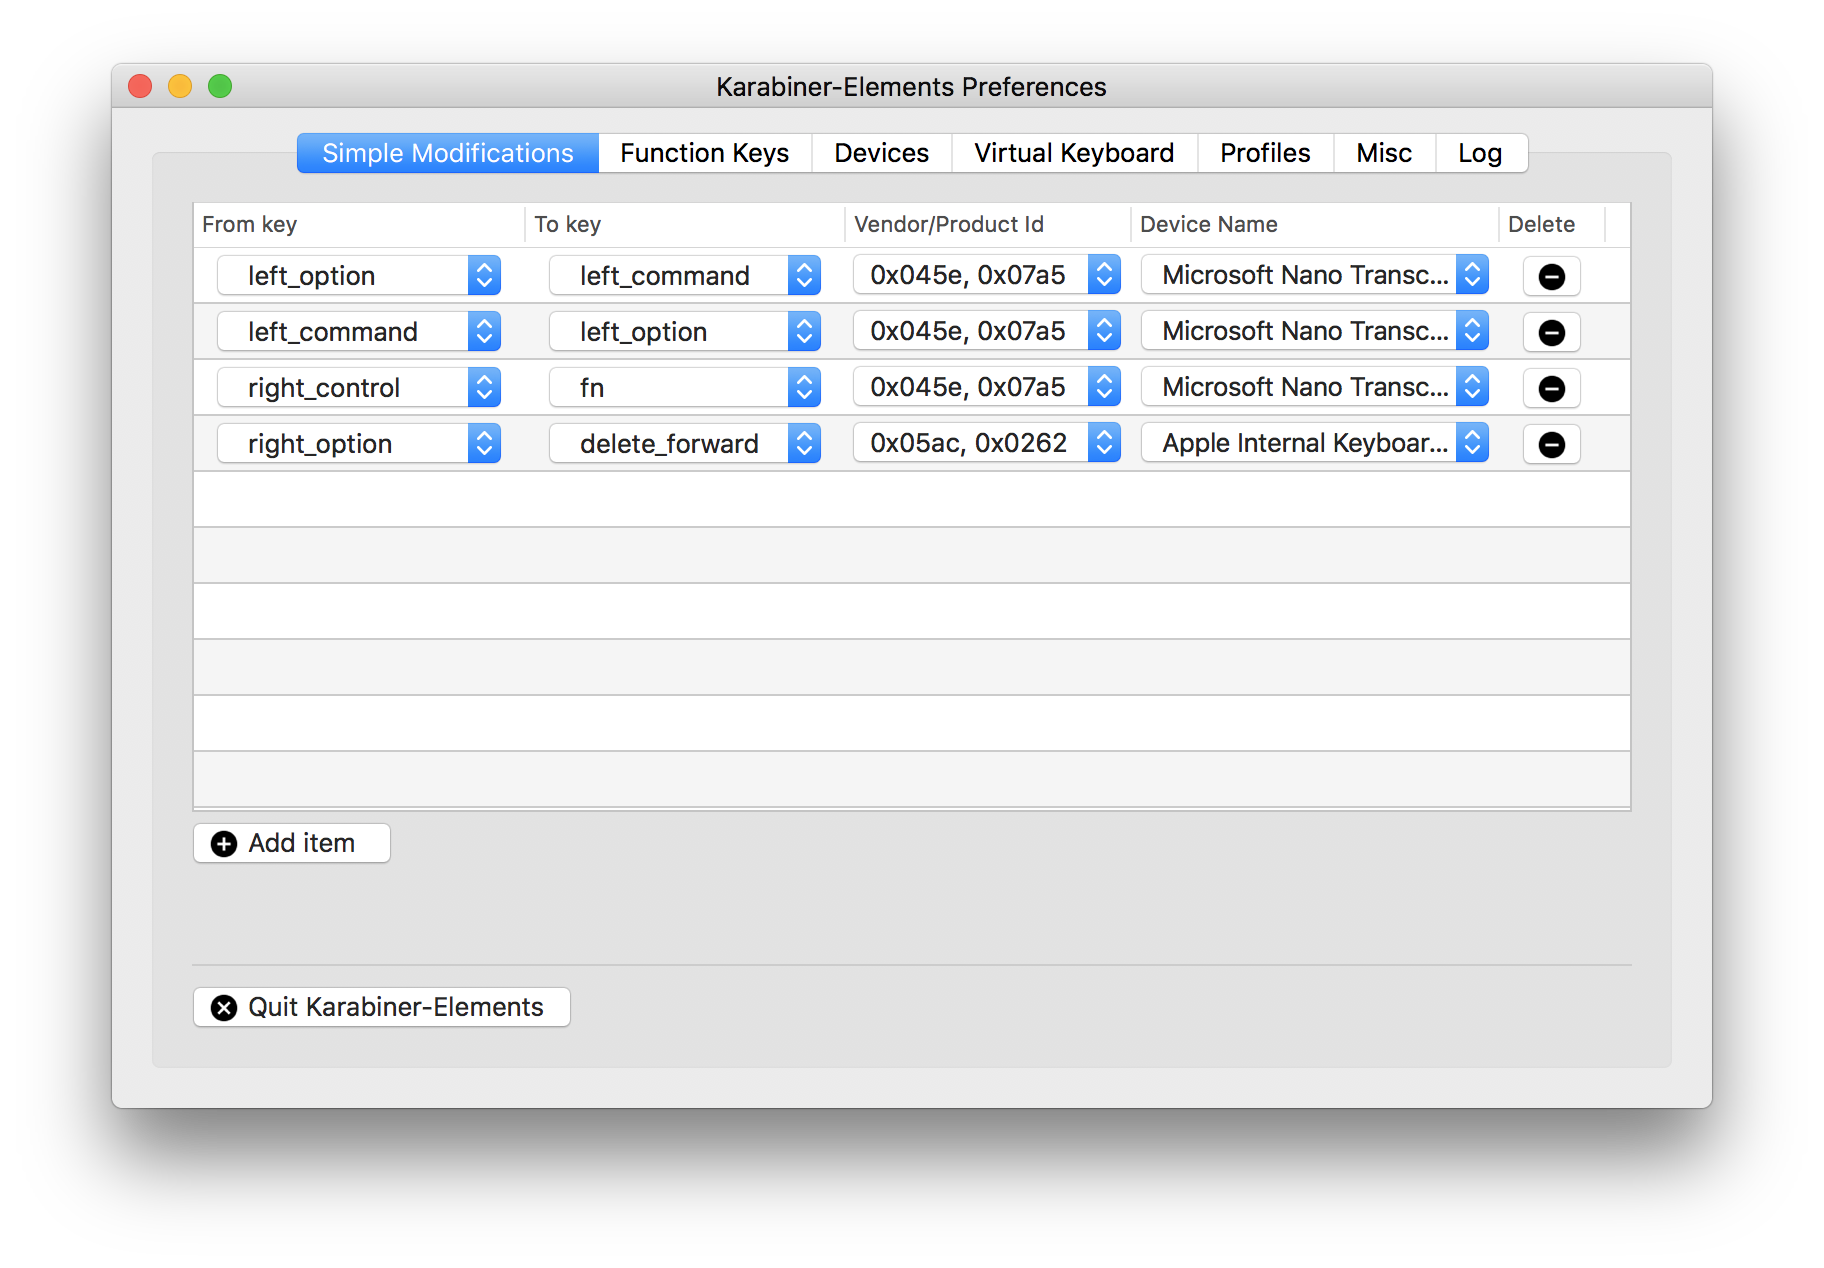 Karabiner-Elements Preferences
Simple Modifications Function Keys Devices Virtual Keyboard Profiles Misc Log
From key To key Vendor/Product Id Device Name Delete
left_option left_command 0x045e, 0x07a5 Microsoft Nano Transc...
left_command left_option 0x045e, 0x07a5 Microsoft Nano Transc...
right_control fn 0x045e, 0x07a5 Microsoft Nano Transc...
right_option delete_forward 0x05ac, 0x0262 Apple Internal Keyboar...
Add item
Quit Karabiner-Elements